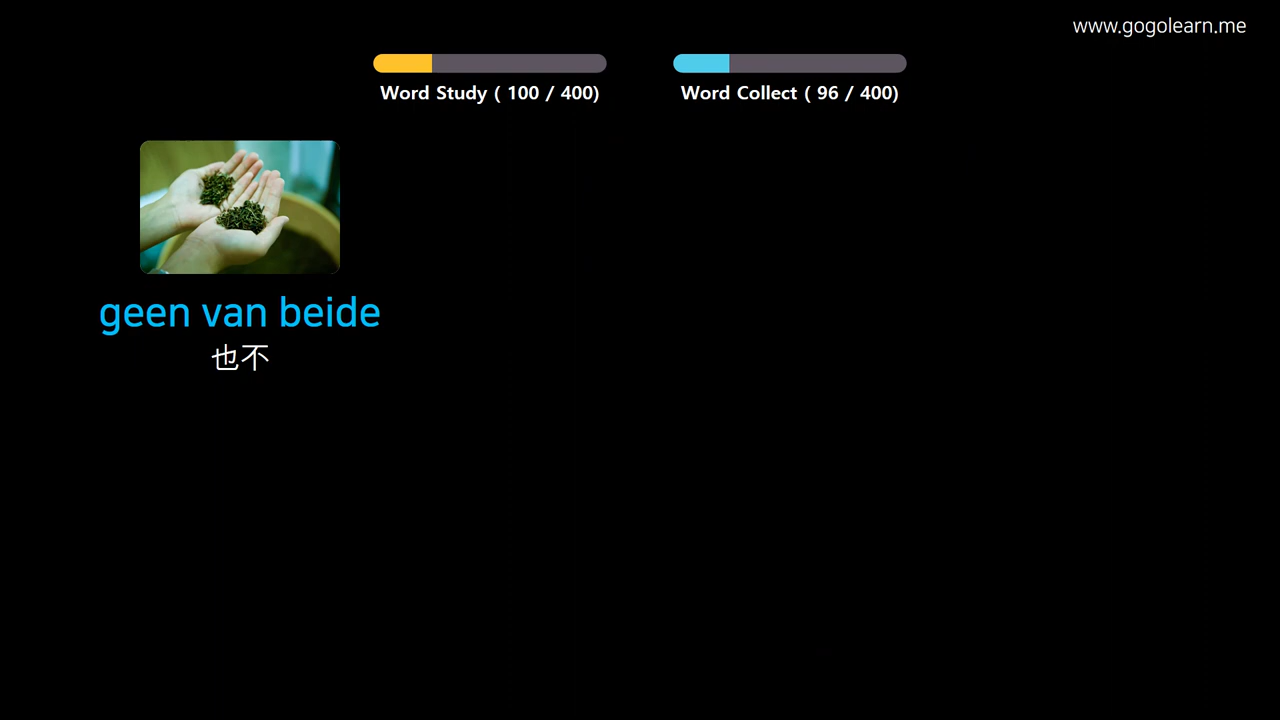 www.gogolearn.me
Word Study ( 100 / 400)
Word Collect ( 96 / 400)
geen van beide
也不